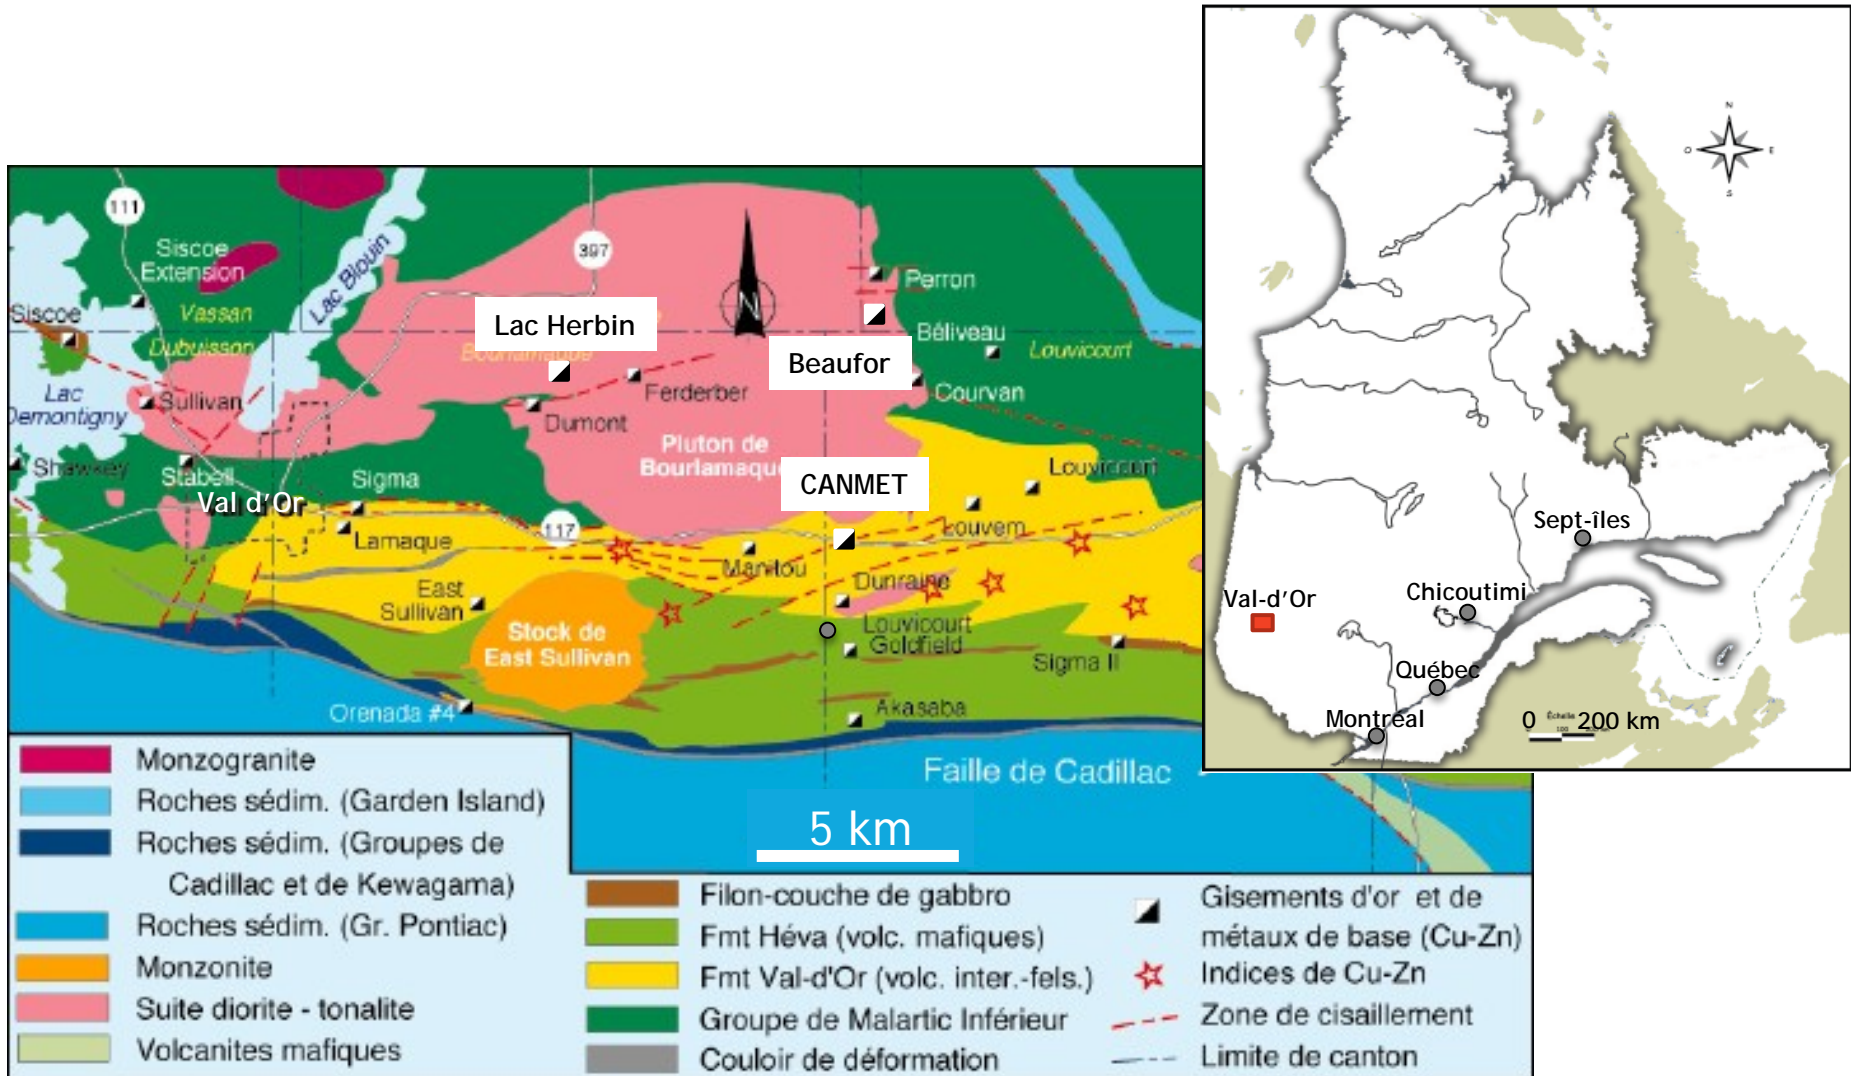 111
Siscoe
Extension
Lac Blouin
397
Perron
Siscoe
Vassan
Lac Herbin
N
Béliveau
Dubuisson
Bourlamaque
Beaufor
Louvicourt
Lac
Demontigny
Sullivan
Ferderber
Courvan
Dumont
Pluton de
Bourlamaque
Shawkey
Stabell
Sigma
CANMET
Louvicourt
Val d'Or
117
Louvem
Lamaque
Manitou
East
Sullivan
Dunraine
Stock de
East Sullivan
Louvicourt
Goldfield
Sigma II
Orenada #4
Akasaba
Faille de Cadillac
5 km
Monzogranite
Roches sédim. (Garden Island)
Roches sédim. (Groupes de
Cadillac et de Kewagama)
Roches sédim. (Gr. Pontiac)
Monzonite
Suite diorite - tonalite
Volcanites mafiques
Filon-couche de gabbro
Fmt Héva (volc. mafiques)
Fmt Val-d'Or (volc. inter.-fels.)
Groupe de Malartic Inférieur
Couloir de déformation
Gisements d'or et de
métaux de base (Cu-Zn)
Indices de Cu-Zn
Zone de cisaillement
Limite de canton
N
O
E
S
Sept-îles
Val-d'Or
Chicoutimi
Québec
Montréal
0 Échelle 200 km
100